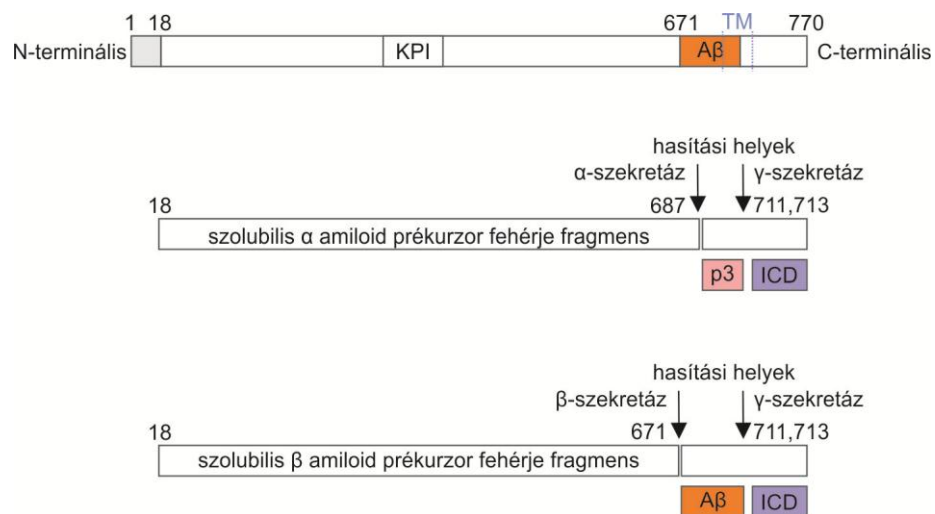 1 18 671 TM 770
N-terminális KPI Aβ C-terminális
hasítási helyek
α-szekretáz γ-szekretáz
18 687 711,713
szolubilis α amiloid prékurzor fehérje fragmens
p3 ICD
hasítási helyek
β-szekretáz γ-szekretáz
18 671 711,713
szolubilis β amiloid prékurzor fehérje fragmens
Aβ ICD